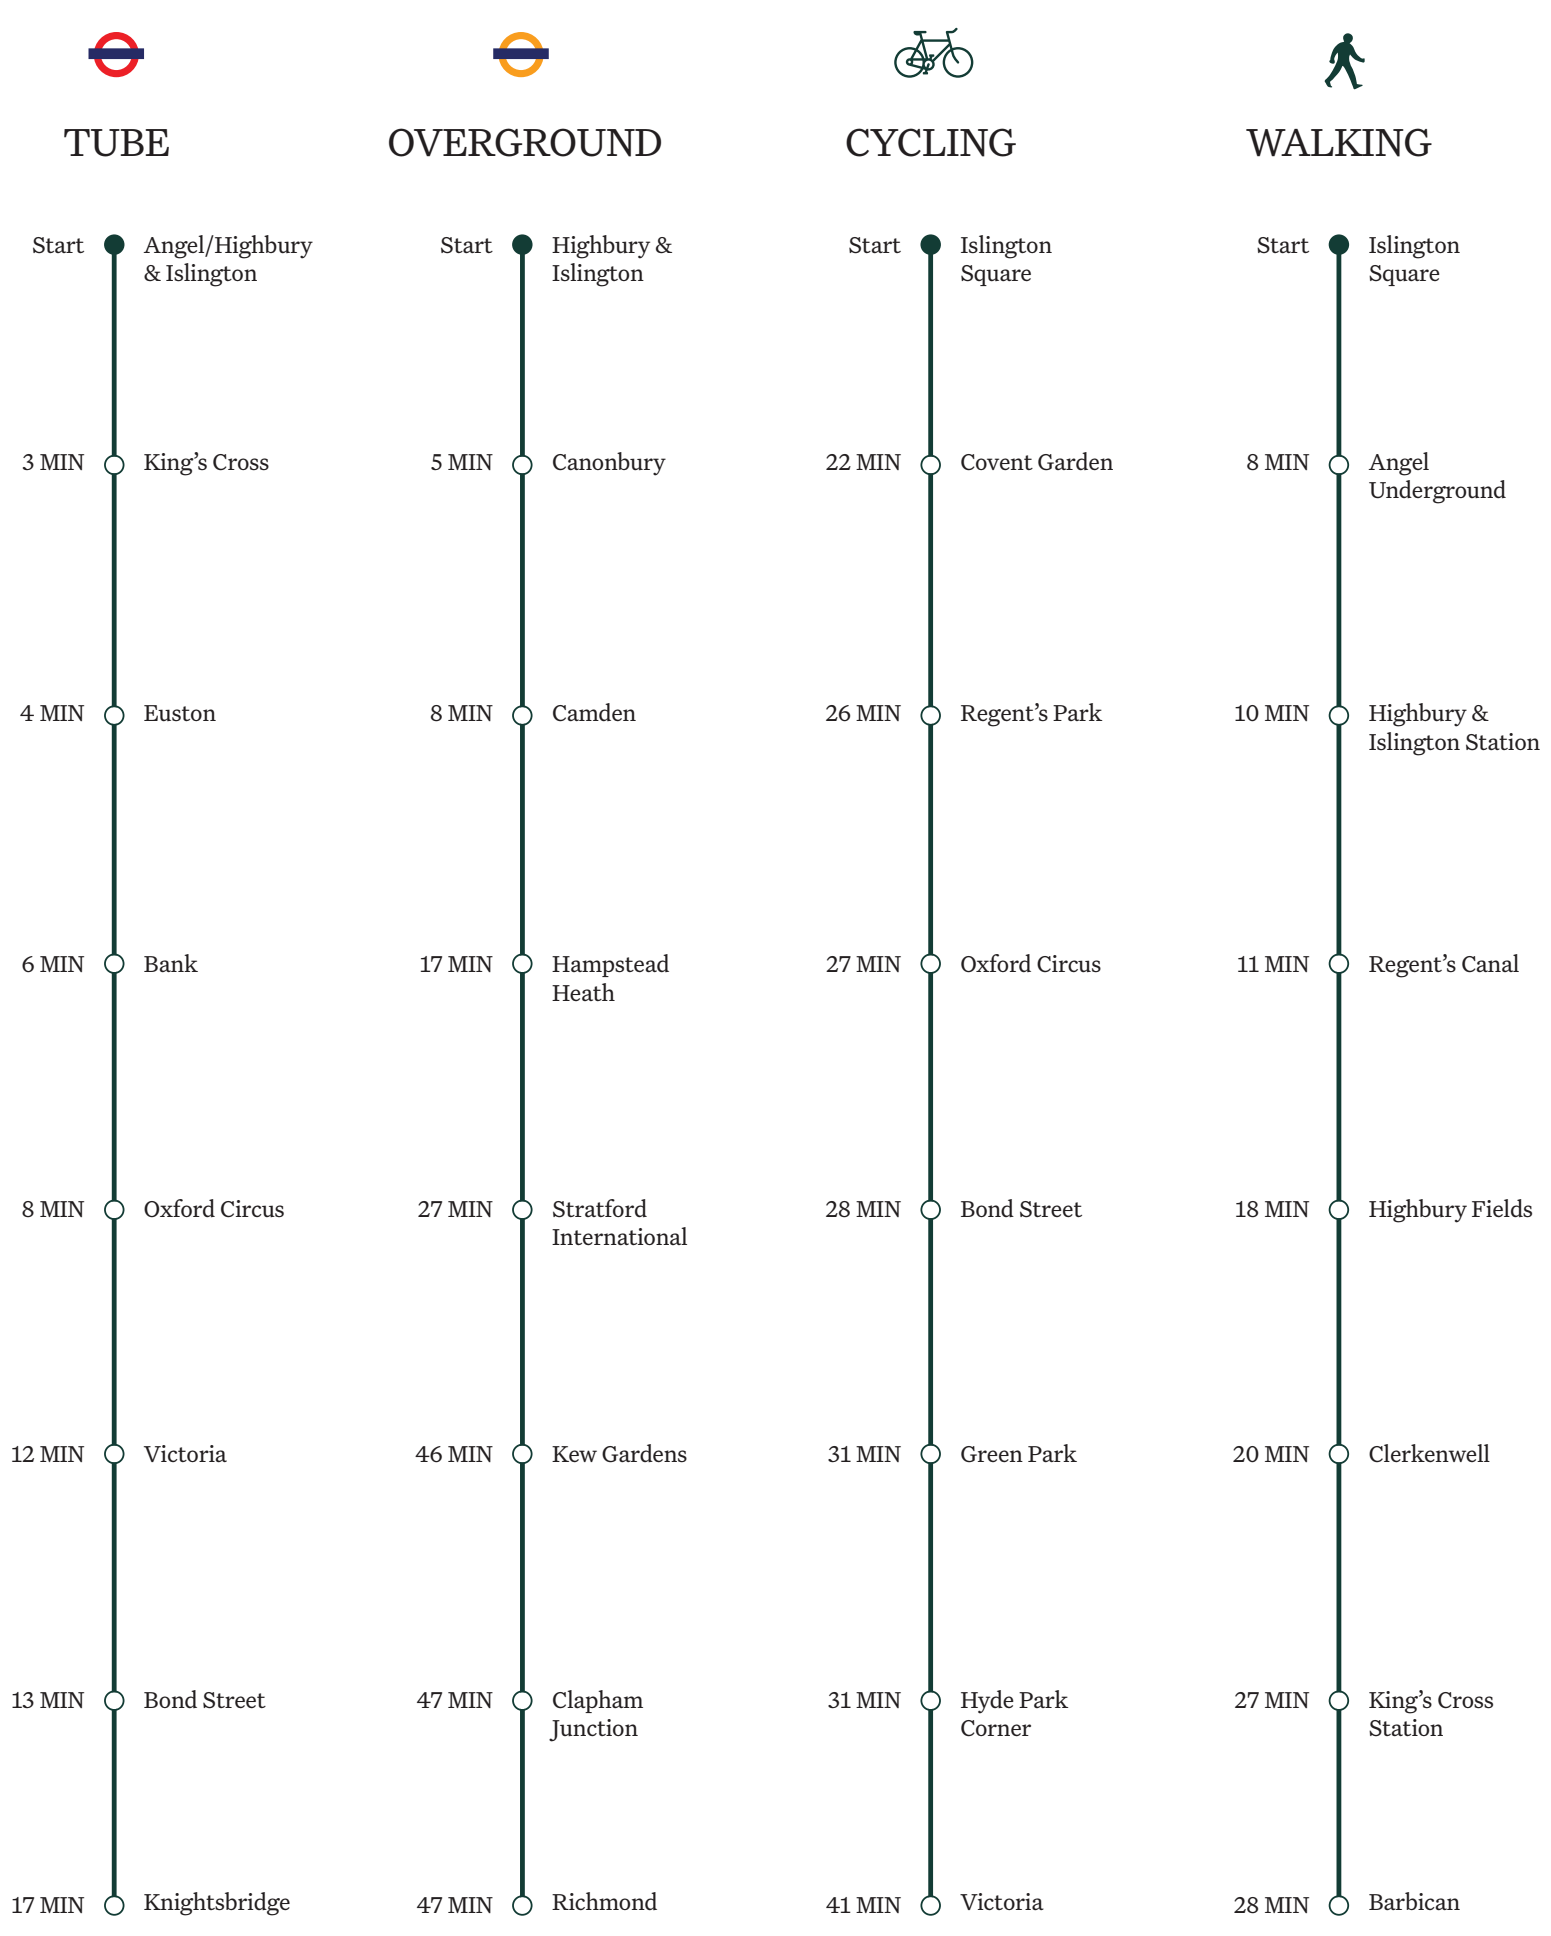 TUBE
Start
Angel/Highbury
& Islington
3 MIN
King’s Cross
4 MIN
Euston
6 MIN
Bank
8 MIN
Oxford Circus
12 MIN
Victoria
13 MIN
Bond Street
17 MIN
Knightsbridge
OVERGROUND
Start
Highbury &
Islington
5 MIN
Canonbury
8 MIN
Camden
17 MIN
Hampstead
Heath
27 MIN
Stratford
International
46 MIN
Kew Gardens
47 MIN
Clapham
Junction
47 MIN
Richmond
CYCLING
Start
Islington
Square
22 MIN
Covent Garden
26 MIN
Regent’s Park
27 MIN
Oxford Circus
28 MIN
Bond Street
31 MIN
Green Park
31 MIN
Hyde Park
Corner
41 MIN
Victoria
WALKING
Start
Islington
Square
8 MIN
Angel
Underground
10 MIN
Highbury &
Islington Station
11 MIN
Regent’s Canal
18 MIN
Highbury Fields
20 MIN
Clerkenwell
27 MIN
King’s Cross
Station
28 MIN
Barbican